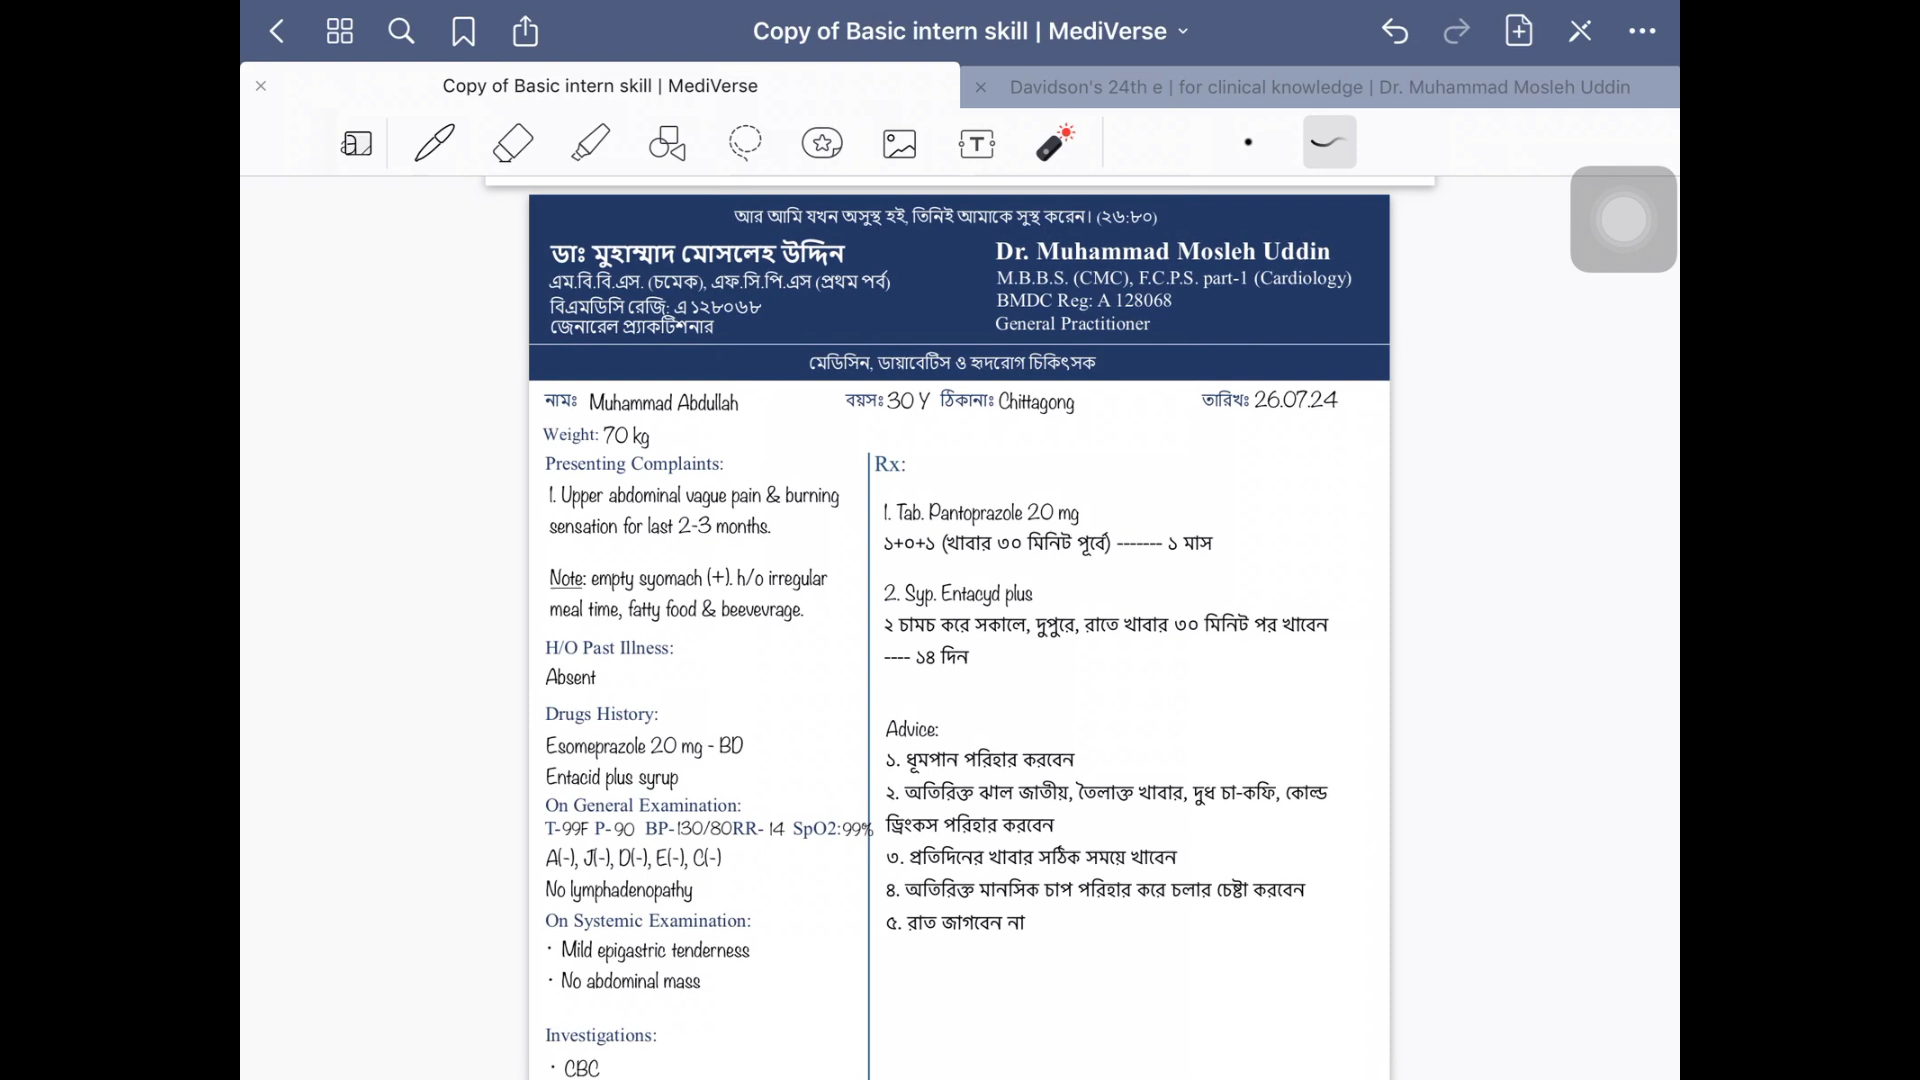 Copy of Basic intern skill | MediVerse
Copy of Basic intern skill | MediVerse
Davidson's 24th e | for clinical knowledge | Dr. Muhammad Mosleh Uddin
আর আমি যখন অসুস্থ হই, তিনিই আমাকে সুস্থ করেন। (২৬:৮০)
ডাঃ মুহাম্মাদ মোসলেহ উদ্দিন
এম.বি.বি.এস. (চমেক), এফ.সি.পি.এস (প্রথম পর্ব)
বিএমডিসি রেজি: এ ১২৮০৬৮
জেনারেল প্র্যাকটিশনার
Dr. Muhammad Mosleh Uddin
M.B.B.S. (CMC), F.C.P.S. part-1 (Cardiology)
BMDC Reg: A 128068
General Practitioner
মেডিসিন, ডায়াবেটিস ও হৃদরোগ চিকিৎসক
নামঃ Muhammad Abdullah বয়সঃ 30 Y ঠিকানাঃ Chittagong তারিখঃ 26.07.24
Weight: 70 kg
Presenting Complaints:
1. Upper abdominal vague pain & burning
sensation for last 2-3 months.
Note: empty syomach (+). h/o irregular
meal time, fatty food & beevevrage.
H/O Past Illness:
Absent
Drugs History:
Esomeprazole 20 mg - BD
Entacid plus syrup
On General Examination:
T-99F P-90 BP-130/80 RR-14 SpO2:99%
A(-), J(-), D(-), E(-), C(-)
No lymphadenopathy
On Systemic Examination:
· Mild epigastric tenderness
· No abdominal mass
Investigations:
· CBC
Rx:
1. Tab. Pantoprazole 20 mg
১+০+১ (খাবার ৩০ মিনিট পূর্বে) ------- ১ মাস
2. Syp. Entacyd plus
২ চামচ করে সকালে, দুপুরে, রাতে খাবার ৩০ মিনিট পর খাবেন
---- ১৪ দিন
Advice:
১. ধূমপান পরিহার করবেন
২. অতিরিক্ত ঝাল জাতীয়, তৈলাক্ত খাবার, দুধ চা-কফি, কোল্ড
ড্রিংকস পরিহার করবেন
৩. প্রতিদিনের খাবার সঠিক সময়ে খাবেন
৪. অতিরিক্ত মানসিক চাপ পরিহার করে চলার চেষ্টা করবেন
৫. রাত জাগবেন না